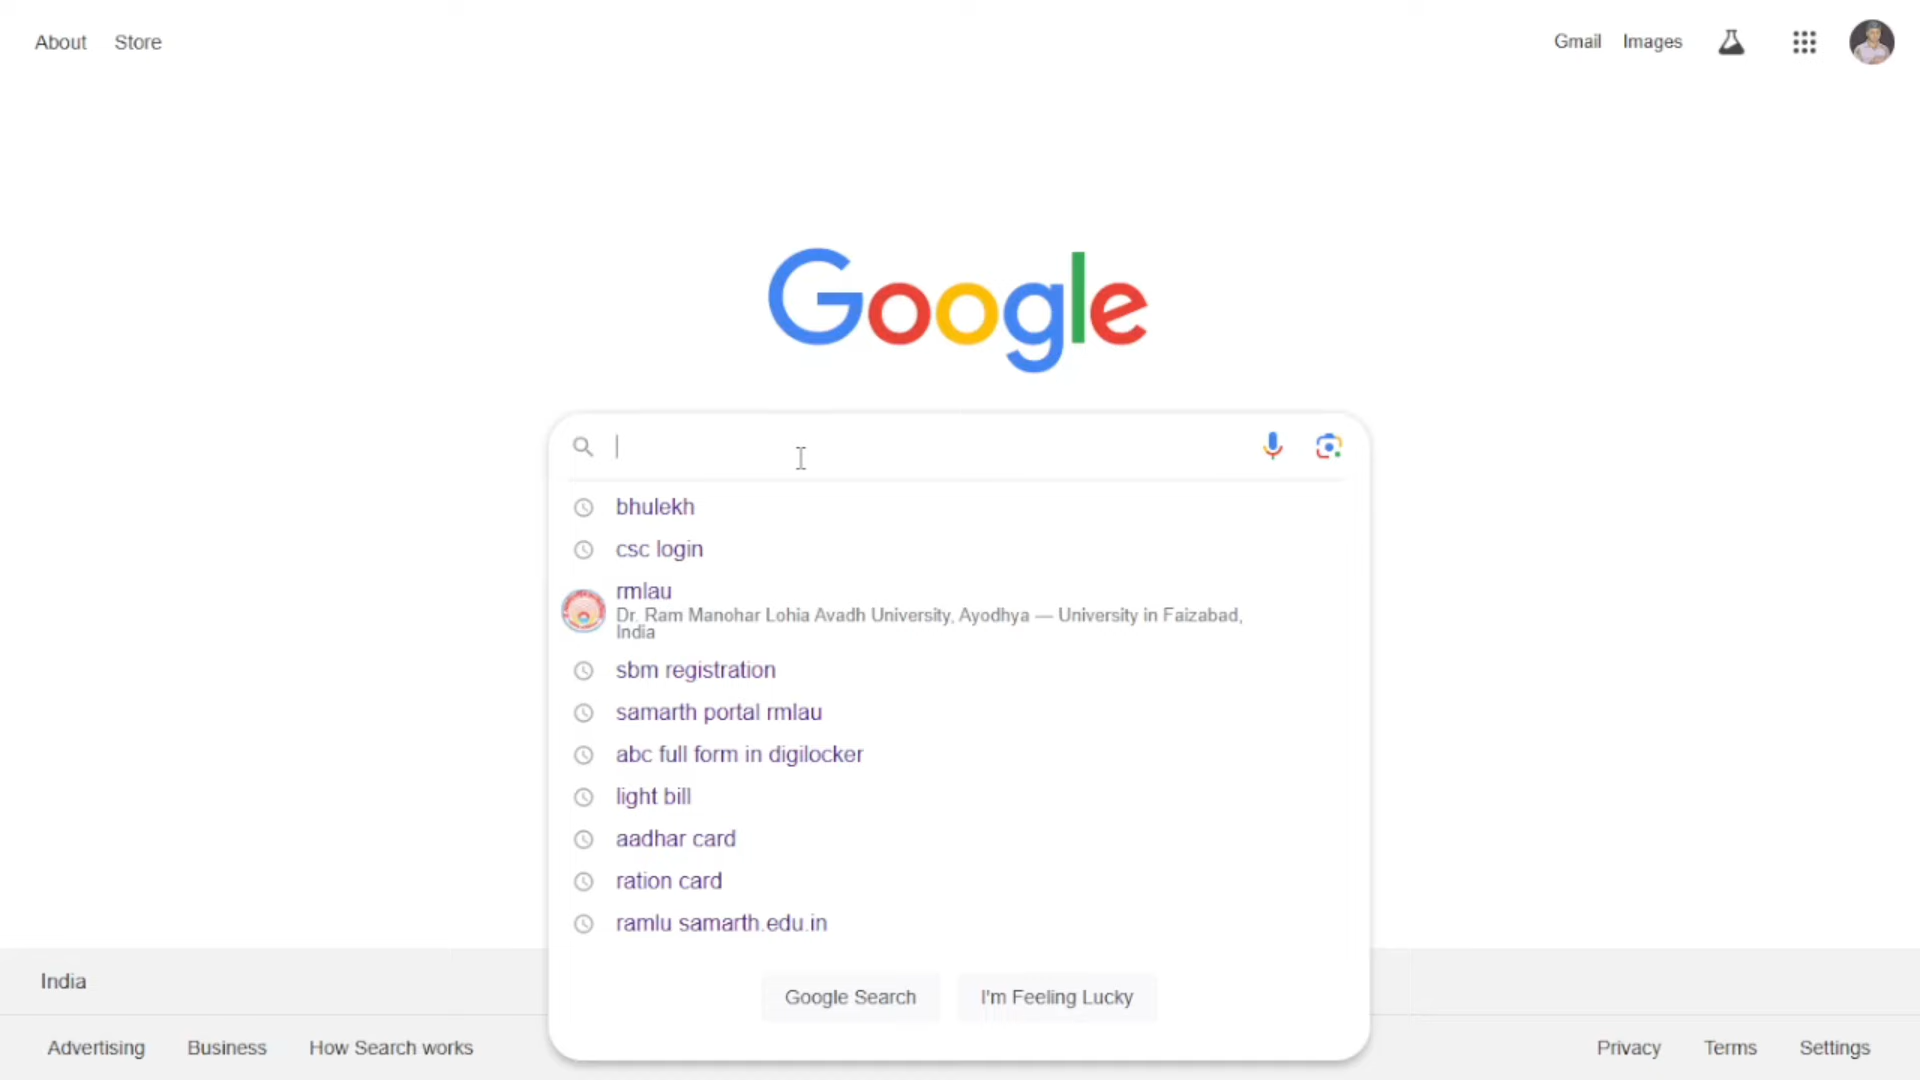 About Store
Gmail Images
Google
bhulekh
csc login
rmlau
Dr. Ram Manohar Lohia Avadh University, Ayodhya — University in Faizabad,
India
sbm registration
samarth portal rmlau
abc full form in digilocker
light bill
aadhar card
ration card
ramlu samarth.edu.in
Google Search I'm Feeling Lucky
India
Advertising Business How Search works
Privacy Terms Settings